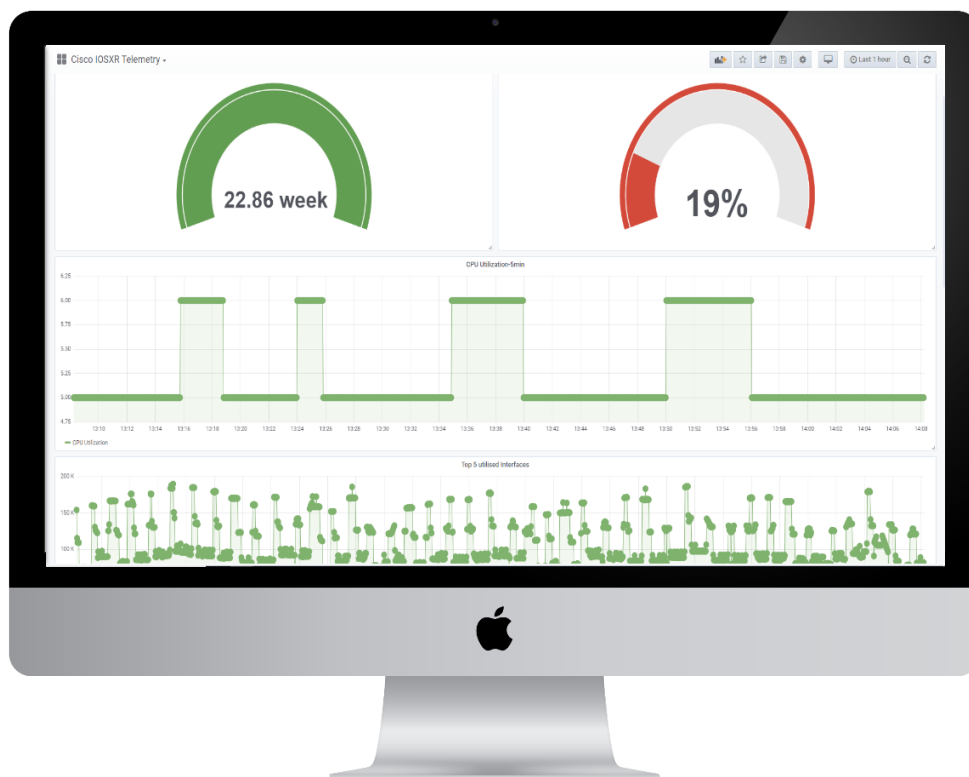 Cisco IOSXR Telemetry
Last 1 hour
22.86 week
19%
CPU Utilization-5min
6.25
6.00
5.75
5.50
5.25
5.00
4.75
13:10 13:12 13:14 13:16 13:18 13:20 13:22 13:24 13:26 13:28 13:30 13:32 13:34 13:36 13:38 13:40 13:42 13:44 13:46 13:48 13:50 13:52 13:54 13:56 13:58 14:00 14:02 14:04 14:06 14:08
CPU Utilization
Top 5 utilised Interfaces
200 K
150 K
100 K